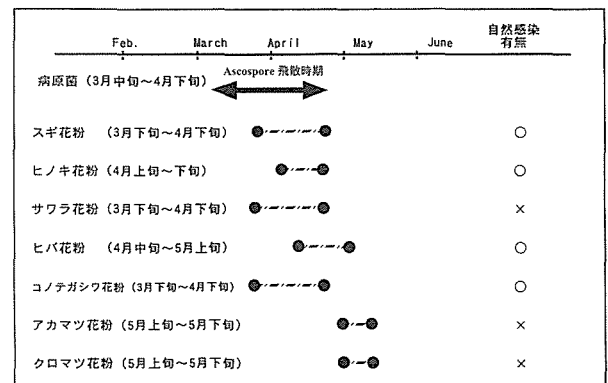 自然感染
Feb. March April May June 有無
病原菌 (3月中旬～4月下旬) Ascospore 飛散時期
スギ花粉 (3月下旬～4月下旬) ○
ヒノキ花粉 (4月上旬～下旬) ○
サワラ花粉 (3月下旬～4月下旬) ×
ヒバ花粉 (4月中旬～5月上旬) ○
コノテガシワ花粉 (3月下旬～4月下旬) ○
アカマツ花粉 (5月上旬～5月下旬) ×
クロマツ花粉 (5月上旬～5月下旬) ×